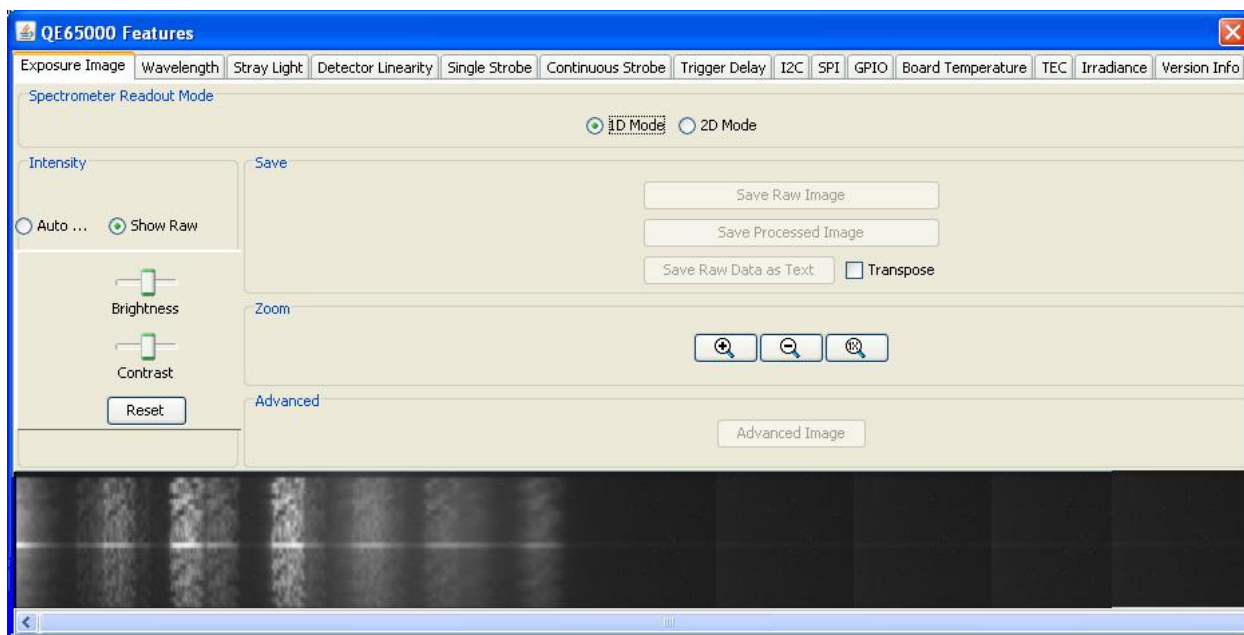 QE65000 Features
Exposure Image Wavelength Stray Light Detector Linearity Single Strobe Continuous Strobe Trigger Delay I2C SPI GPIO Board Temperature TEC Irradiance Version Info
Spectrometer Readout Mode
1D Mode 2D Mode
Intensity
Auto ... Show Raw
Brightness
Contrast
Reset
Save
Save Raw Image
Save Processed Image
Save Raw Data as Text Transpose
Zoom
1X
Advanced
Advanced Image